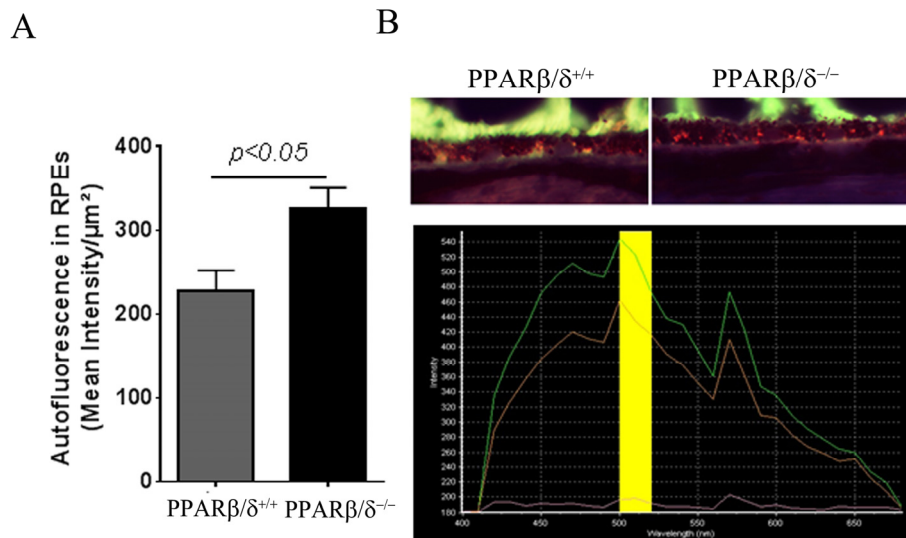 A
B
PPARβ/δ⁺/⁺
PPARβ/δ⁻/⁻
400
300
200
100
0
p<0.05
Autofluorescence in RPEs
(Mean Intensity/µm²)
PPARβ/δ⁺/⁺
PPARβ/δ⁻/⁻
540
520
500
480
460
440
420
400
380
360
340
320
300
280
260
240
220
200
180
Intensity
400
450
500
550
600
650
Wavelength (nm)